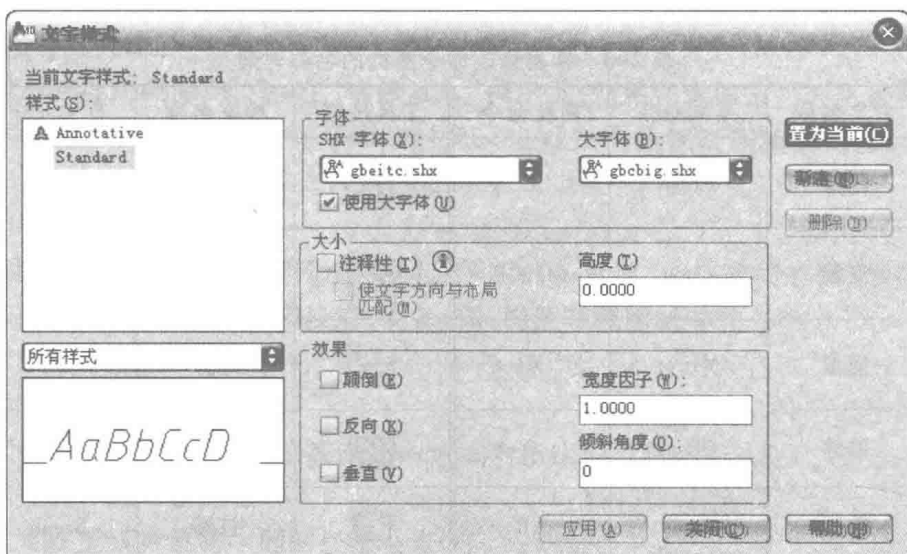 文字样式
当前文字样式: Standard
样式(S):
Annotative
Standard
所有样式
AaBbCcD
字体
SHX 字体(X):
大字体(B):
gbeitc.shx
gbcbig.shx
使用大字体(U)
大小
注释性(I)
使文字方向与布局
匹配(M)
高度(T)
0.0000
效果
颠倒(E)
反向(K)
垂直(V)
宽度因子(W):
1.0000
倾斜角度(O):
0
置为当前(C)
新建(N)...
删除(D)
应用(A)
关闭(C)
帮助(H)